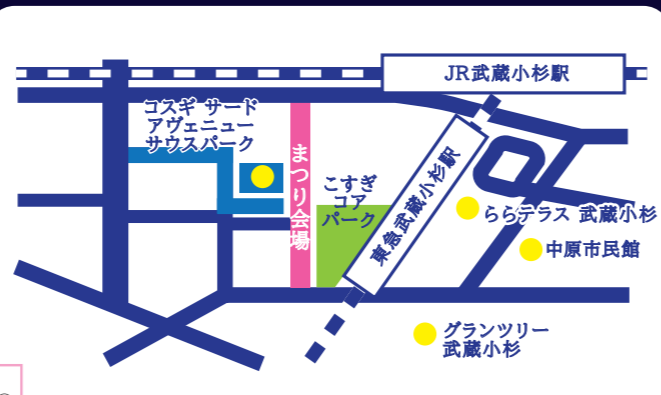 JR武蔵小杉駅
コスギ サード
アヴェニュー
サウスパーク
まつり会場
こすぎ
コア
パーク
東急武蔵小杉駅
ららテラス 武蔵小杉
中原市民館
グランツリー
武蔵小杉